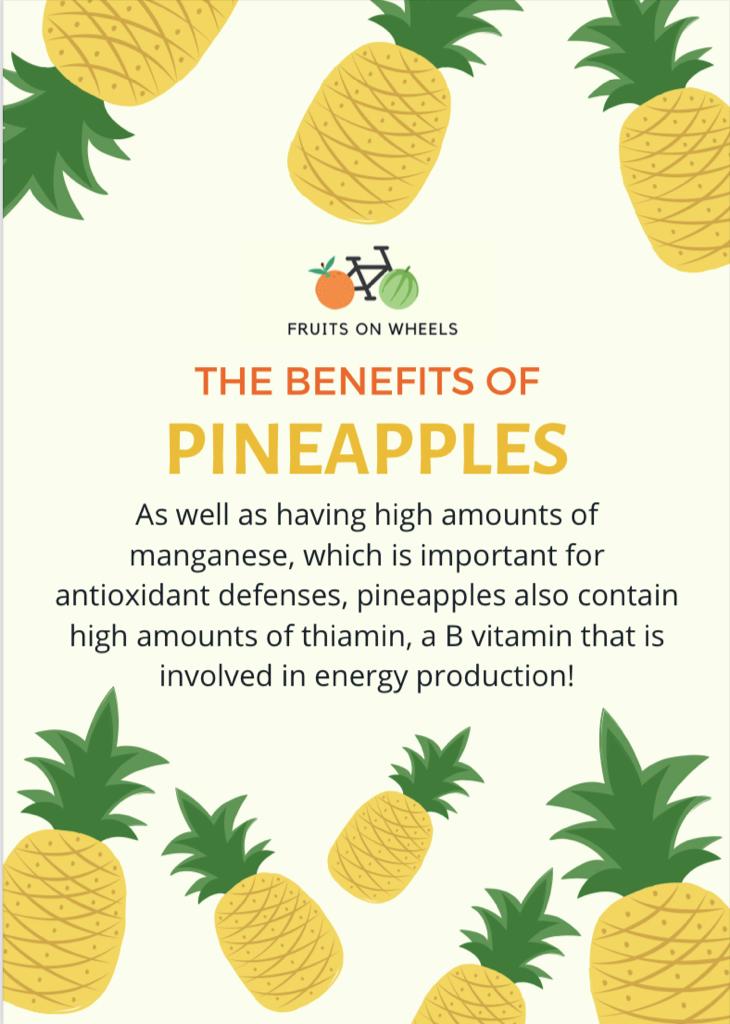 FRUITS ON WHEELS
THE BENEFITS OF
PINEAPPLES
As well as having high amounts of
manganese, which is important for
antioxidant defenses, pineapples also contain
high amounts of thiamin, a B vitamin that is
involved in energy production!